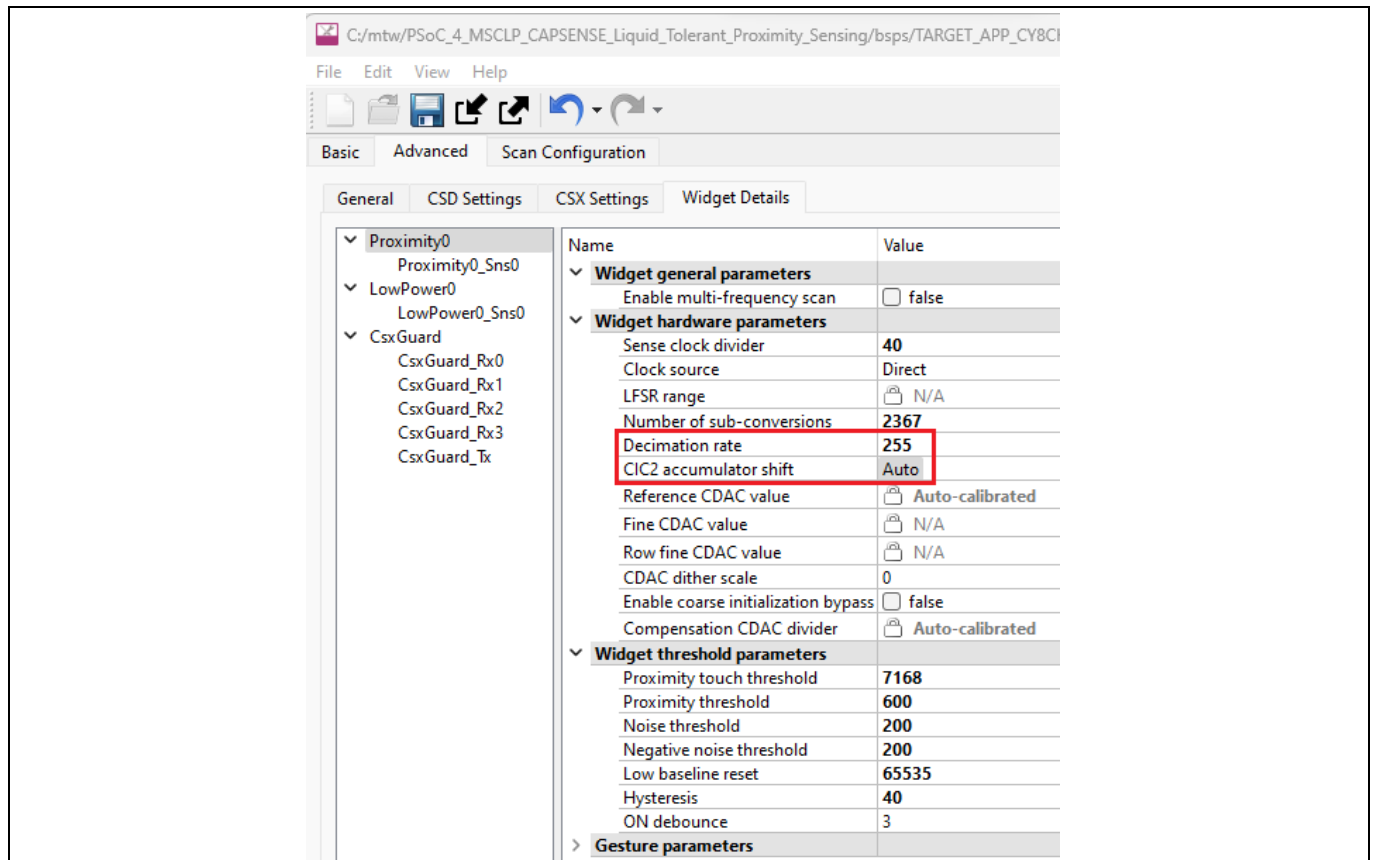 C:/mtw/PSoC_4_MSCLP_CAPSENSE_Liquid_Tolerant_Proximity_Sensing/bsps/TARGET_APP_CY8C
File Edit View Help
Basic Advanced Scan Configuration
General CSD Settings CSX Settings Widget Details
Proximity0
Proximity0_Sns0
LowPower0
LowPower0_Sns0
CsxGuard
CsxGuard_Rx0
CsxGuard_Rx1
CsxGuard_Rx2
CsxGuard_Rx3
CsxGuard_Tx
Name Value
Widget general parameters
Enable multi-frequency scan false
Widget hardware parameters
Sense clock divider 40
Clock source Direct
LFSR range N/A
Number of sub-conversions 2367
Decimation rate 255
CIC2 accumulator shift Auto
Reference CDAC value Auto-calibrated
Fine CDAC value N/A
Row fine CDAC value N/A
CDAC dither scale 0
Enable coarse initialization bypass false
Compensation CDAC divider Auto-calibrated
Widget threshold parameters
Proximity touch threshold 7168
Proximity threshold 600
Noise threshold 200
Negative noise threshold 200
Low baseline reset 65535
Hysteresis 40
ON debounce 3
Gesture parameters